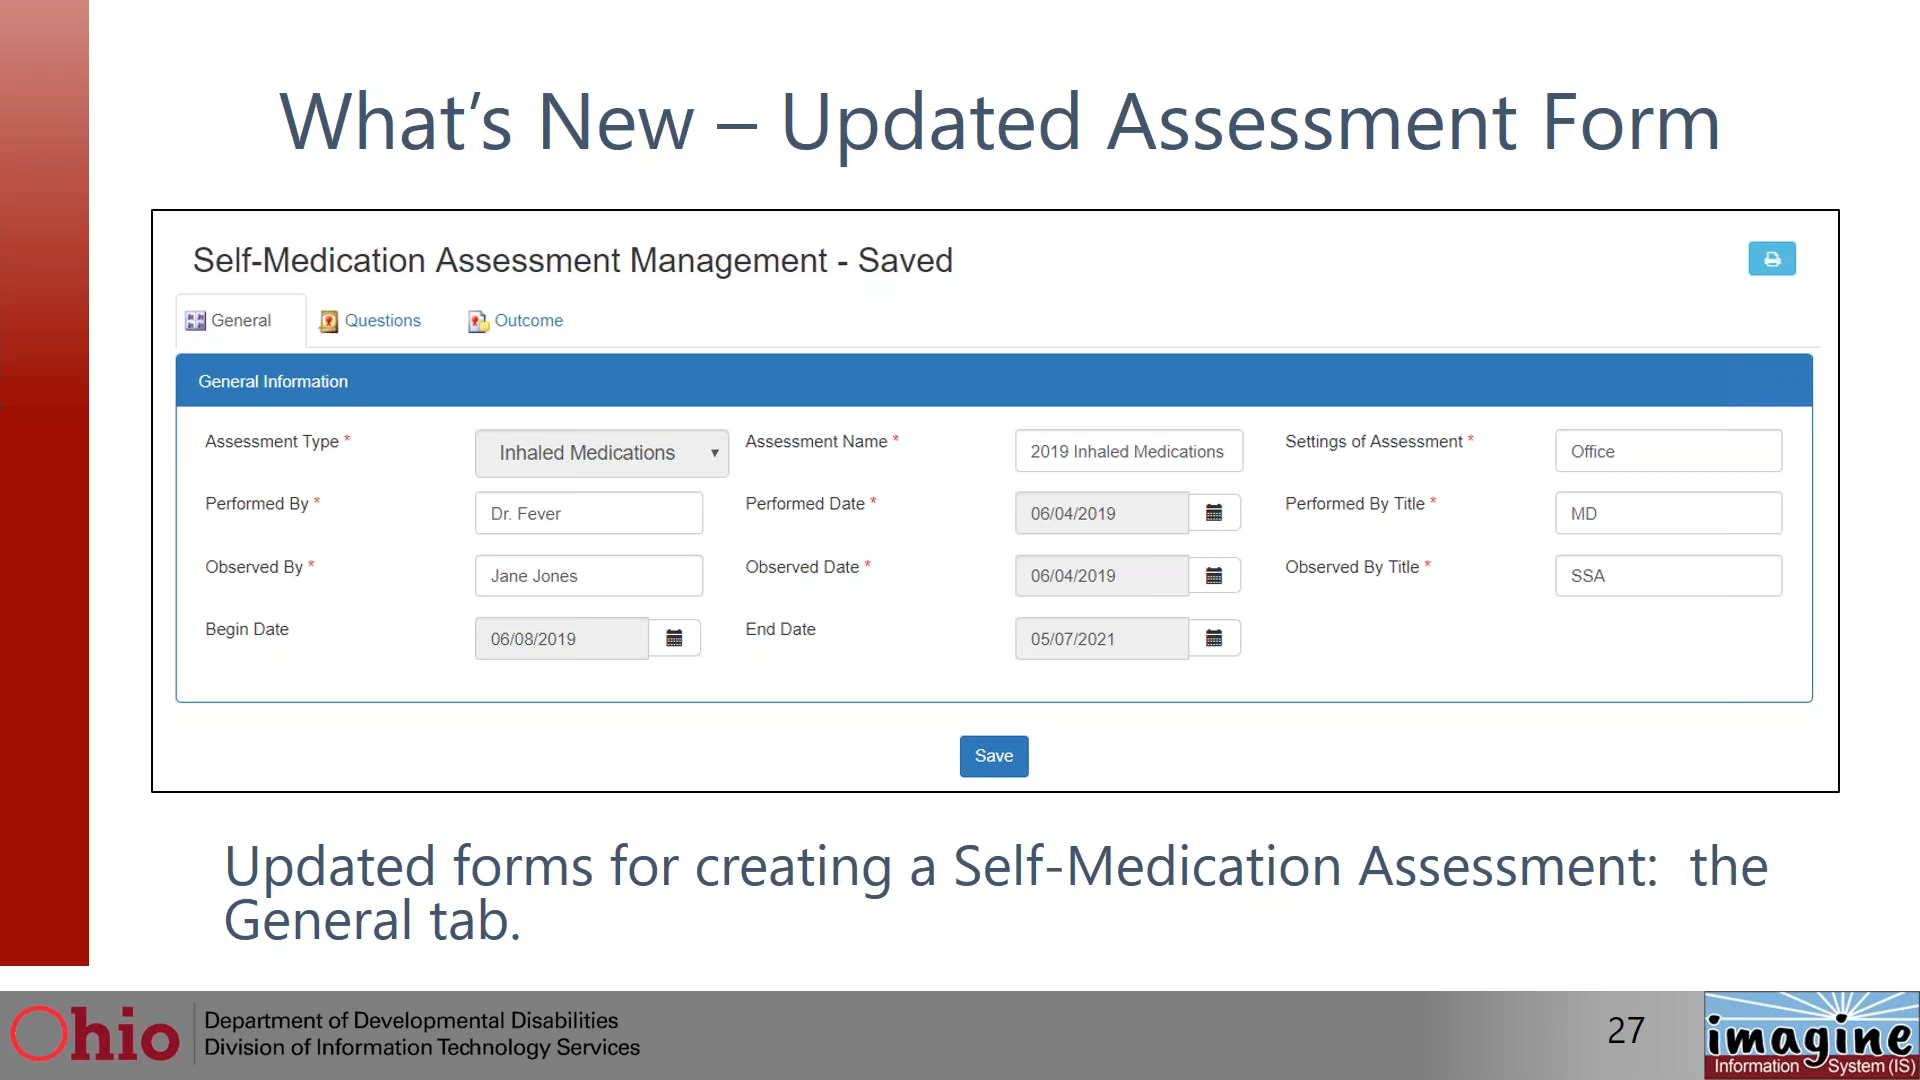 What's New – Updated Assessment Form
Self-Medication Assessment Management - Saved
General Questions Outcome
General Information
Assessment Type * Inhaled Medications Assessment Name * 2019 Inhaled Medications Settings of Assessment * Office
Performed By * Dr. Fever Performed Date * 06/04/2019 Performed By Title * MD
Observed By * Jane Jones Observed Date * 06/04/2019 Observed By Title * SSA
Begin Date 06/08/2019 End Date 05/07/2021
Save
Updated forms for creating a Self-Medication Assessment: the
General tab.
Ohio
Department of Developmental Disabilities
Division of Information Technology Services
27
imagine
Information System (IS)